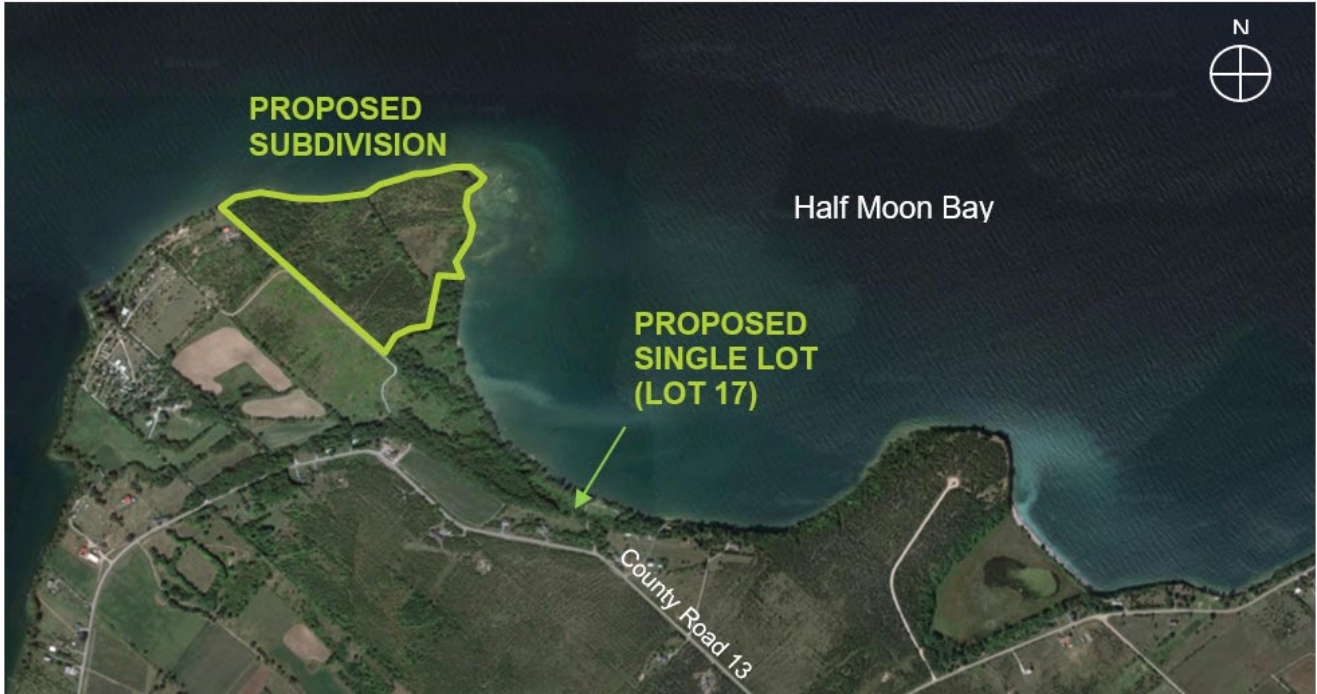 N
PROPOSED
SUBDIVISION
Half Moon Bay
PROPOSED
SINGLE LOT
(LOT 17)
County Road 13